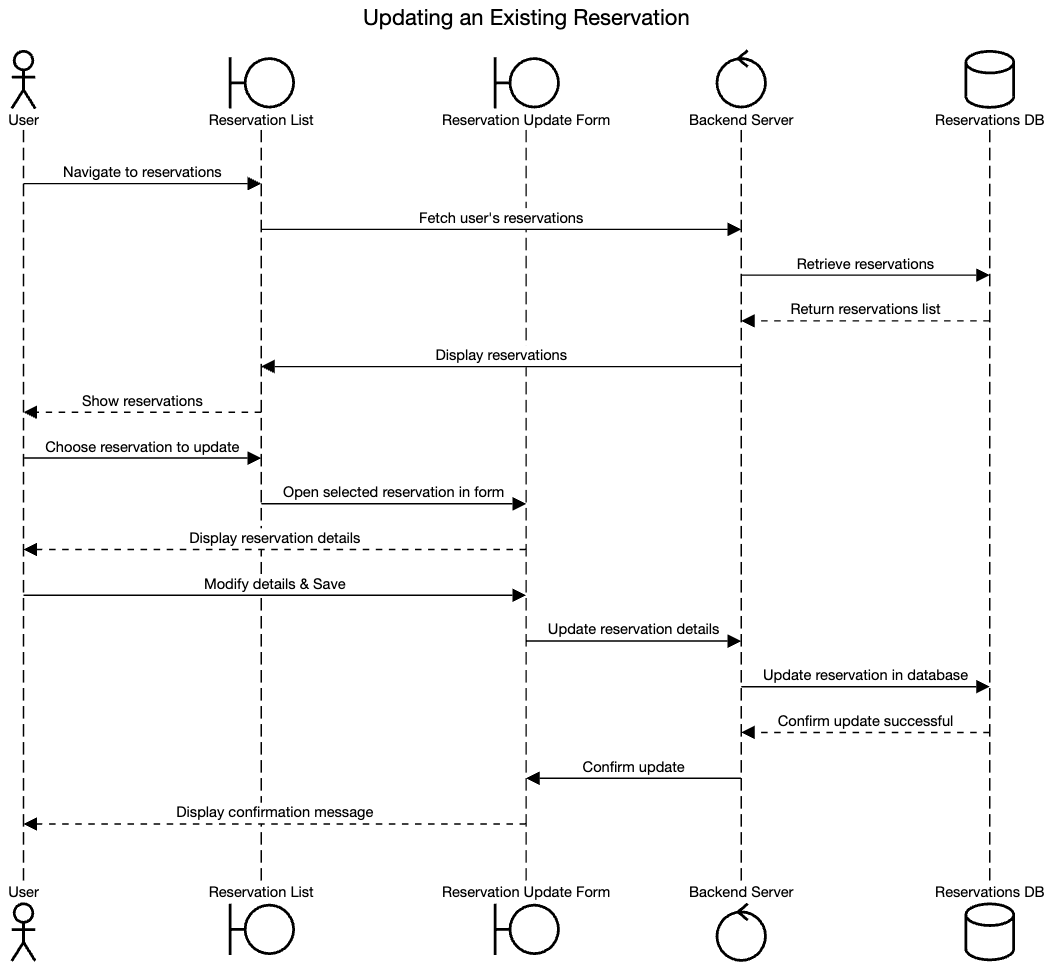 Updating an Existing Reservation
User
Reservation List
Reservation Update Form
Backend Server
Reservations DB
Navigate to reservations
Fetch user's reservations
Retrieve reservations
Return reservations list
Display reservations
Show reservations
Choose reservation to update
Open selected reservation in form
Display reservation details
Modify details & Save
Update reservation details
Update reservation in database
Confirm update successful
Confirm update
Display confirmation message
User
Reservation List
Reservation Update Form
Backend Server
Reservations DB